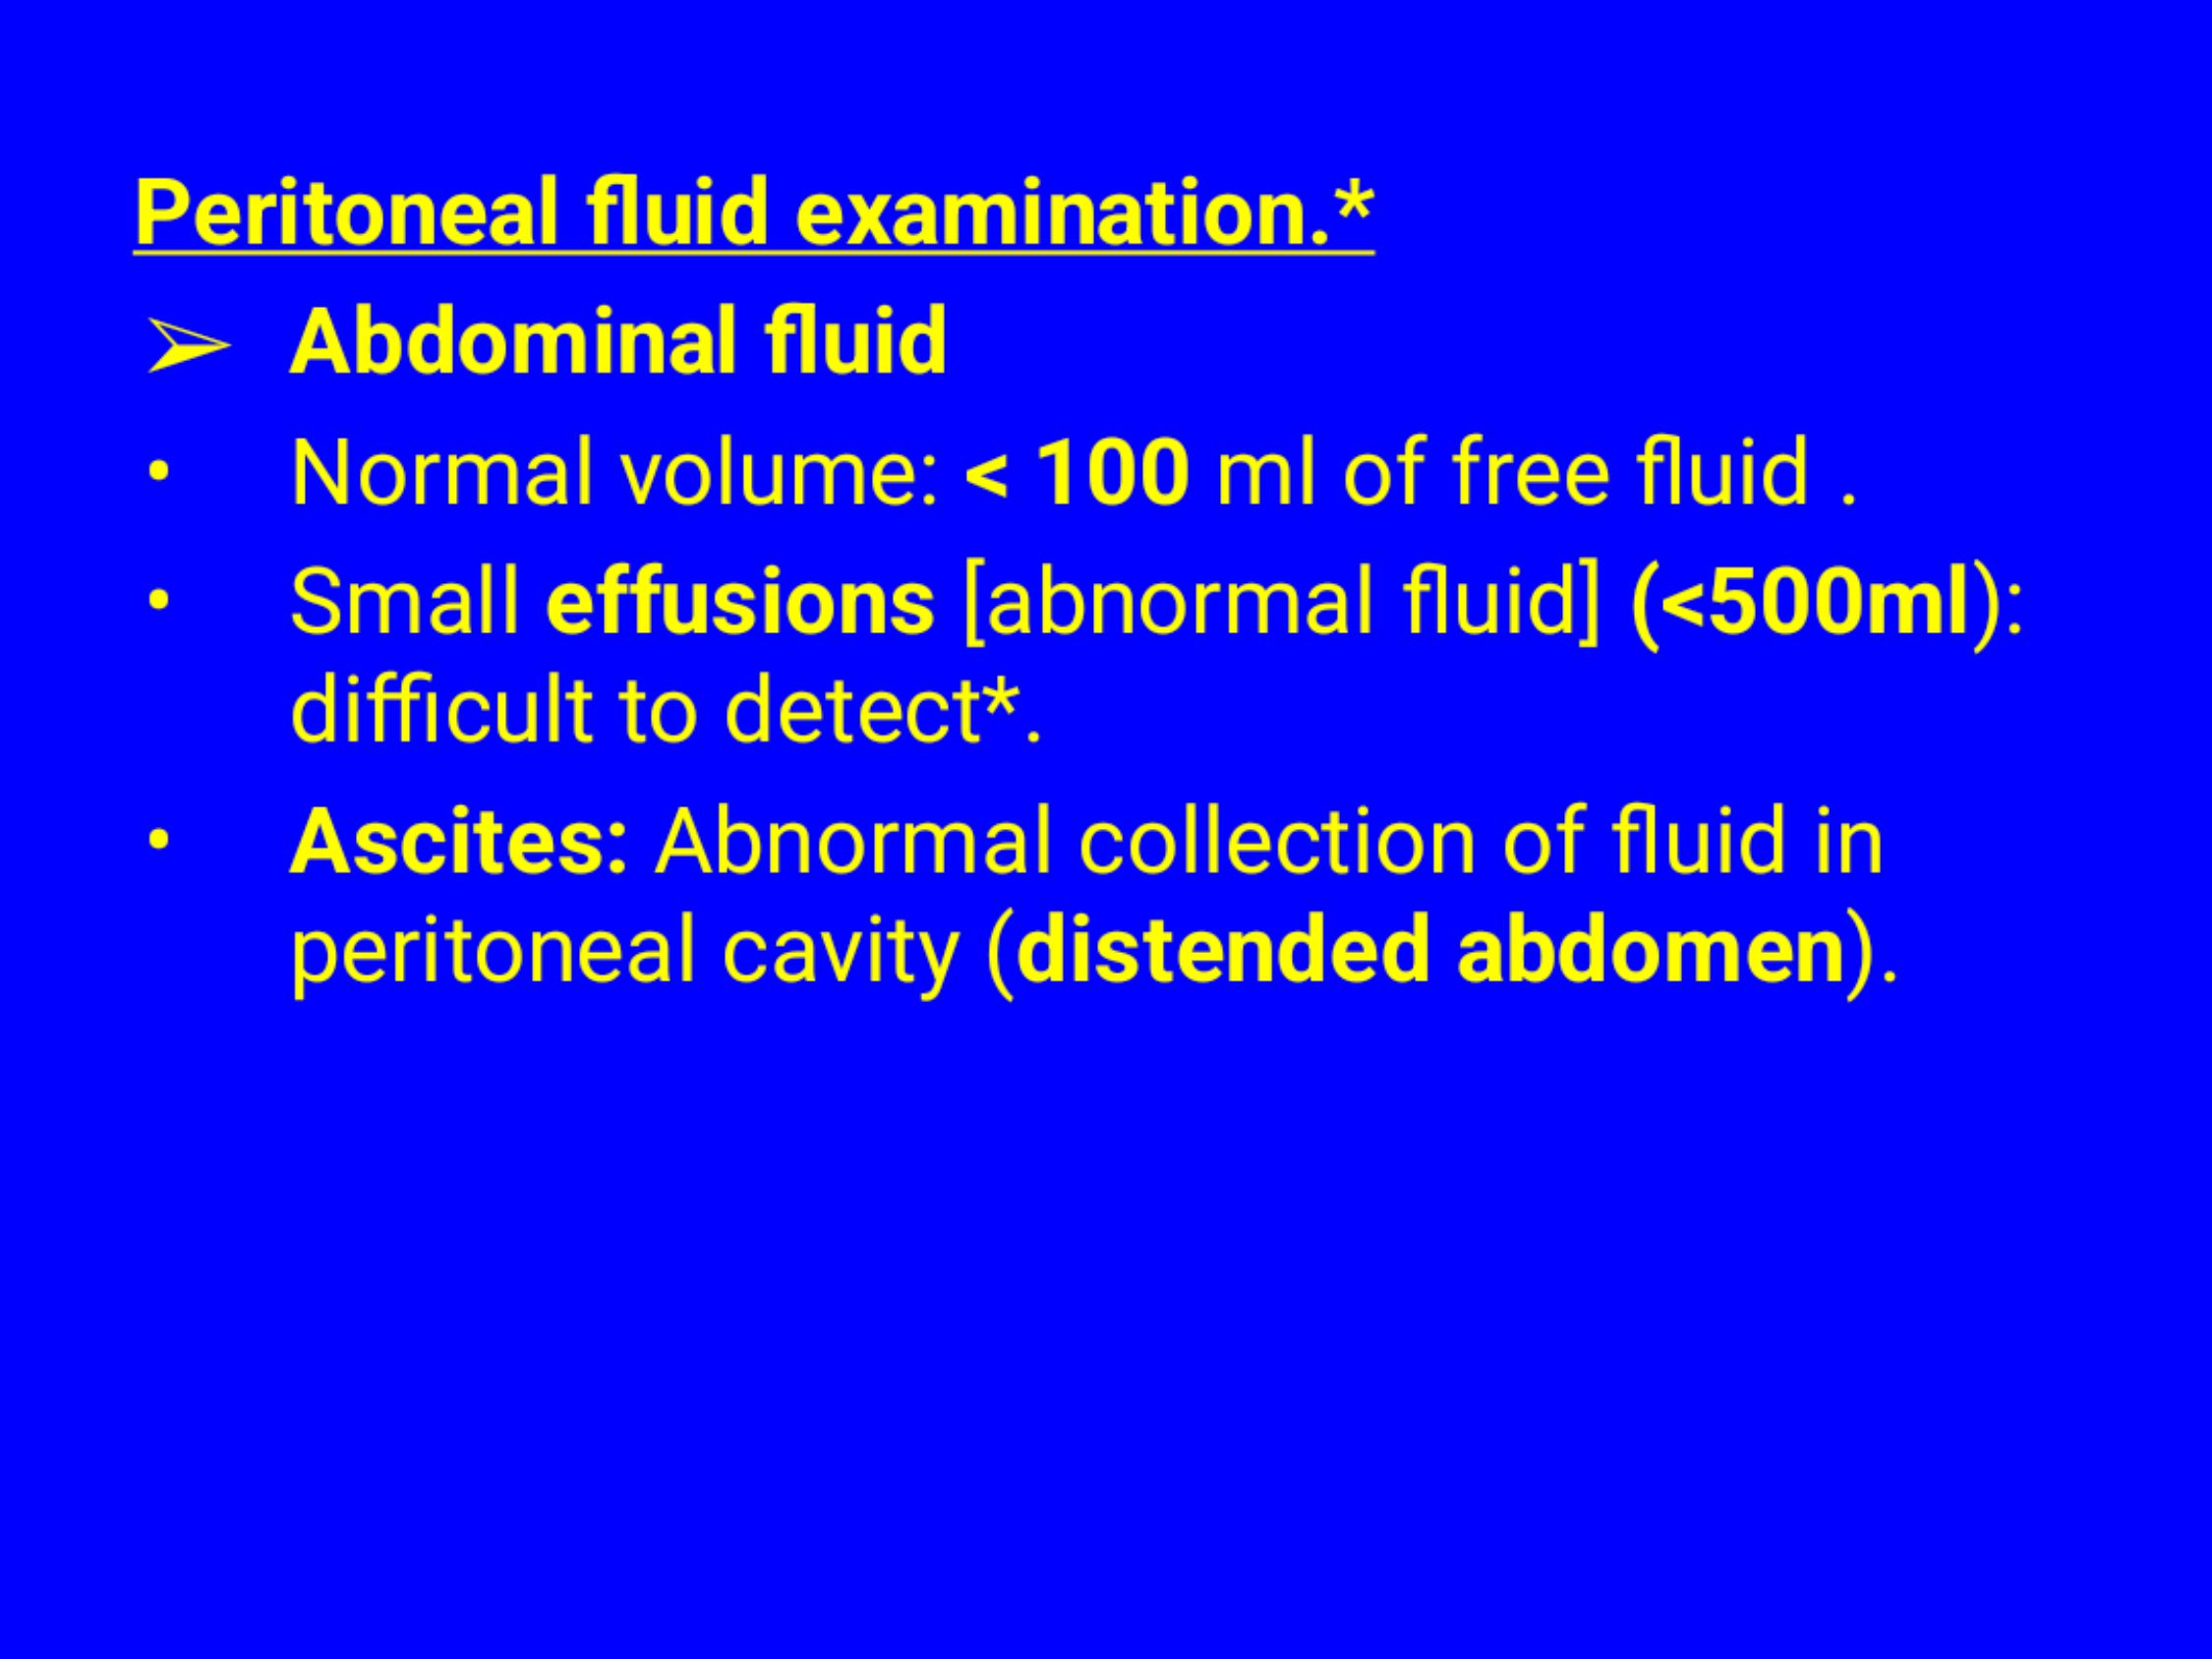 Peritoneal fluid examination.*
➢ Abdominal fluid
• Normal volume: < 100 ml of free fluid .
• Small effusions [abnormal fluid] (<500ml):
difficult to detect*.
• Ascites: Abnormal collection of fluid in
peritoneal cavity (distended abdomen).